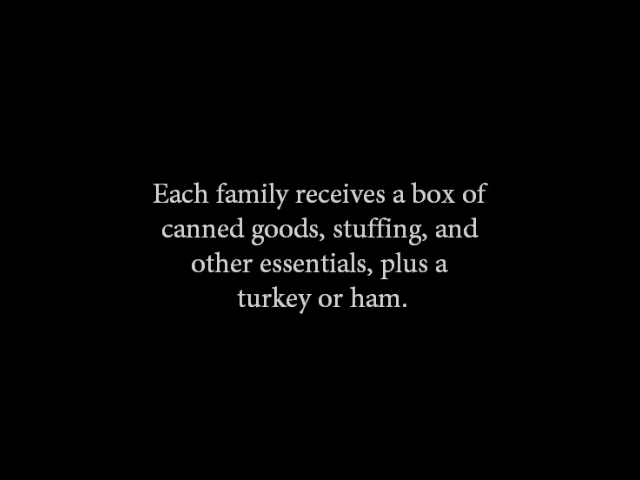 Each family receives a box of
canned goods, stuffing, and
other essentials, plus a
turkey or ham.